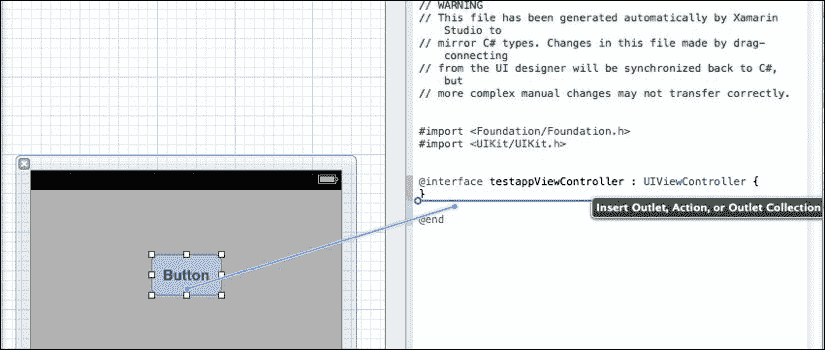 // WARNING
// This file has been generated automatically by Xamarin
Studio to
// mirror C# types. Changes in this file made by drag-
connecting
// from the UI designer will be synchronized back to C#,
but
// more complex manual changes may not transfer correctly.
#import <Foundation/Foundation.h>
#import <UIKit/UIKit.h>
@interface testappViewController : UIViewController {
}
Insert Outlet, Action, or Outlet Collection
@end
Button